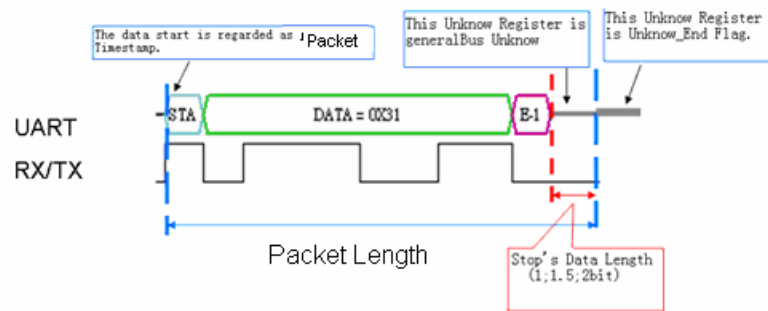 The data start is regarded as 1Packet
Timestamp.
This Unknow Register is
generalBus Unknow
This Unknow Register
is Unknow_End Flag.
UART
STA
DATA = 0X31
E-1
RX/TX
Packet Length
Stop's Data Length
(1;1.5;2bit)